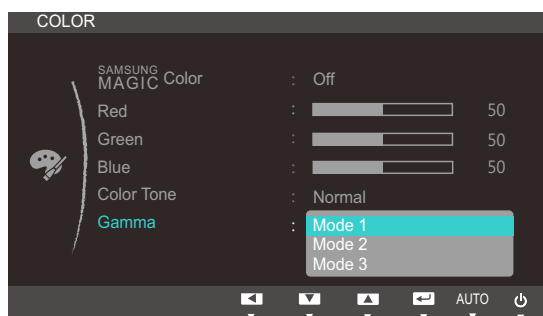 COLOR
SAMSUNG MAGIC Color : Off
Red : 50
Green : 50
Blue : 50
Color Tone : Normal
Gamma : Mode 1
Mode 2
Mode 3
AUTO